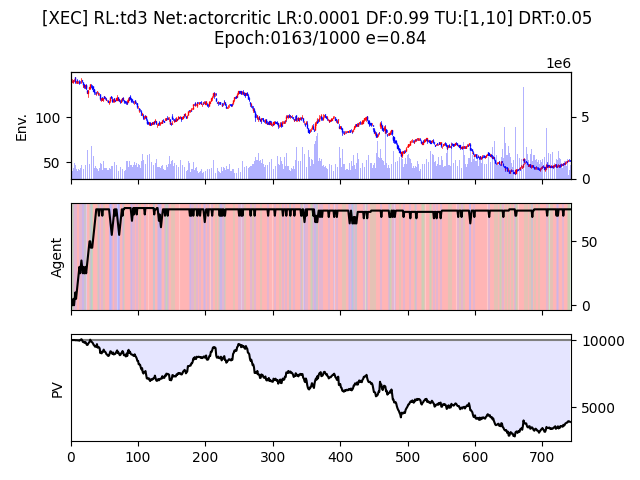 [XEC] RL:td3 Net:actorcritic LR:0.0001 DF:0.99 TU:[1,10] DRT:0.05
Epoch:0163/1000 e=0.84
1e6
Env.
100
50
5
0
Agent
50
0
PV
10000
5000
0 100 200 300 400 500 600 700